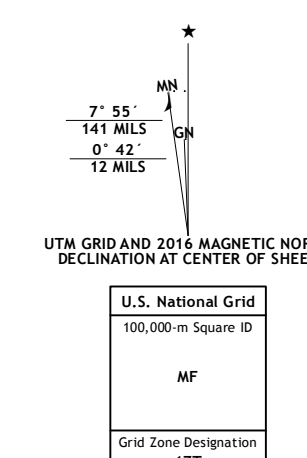 ★
MN
7° 55´
141 MILS
GN
0° 42´
12 MILS
UTM GRID AND 2016 MAGNETIC NOR
DECLINATION AT CENTER OF SHEE
U.S. National Grid
100,000-m Square ID
MF
Grid Zone Designation